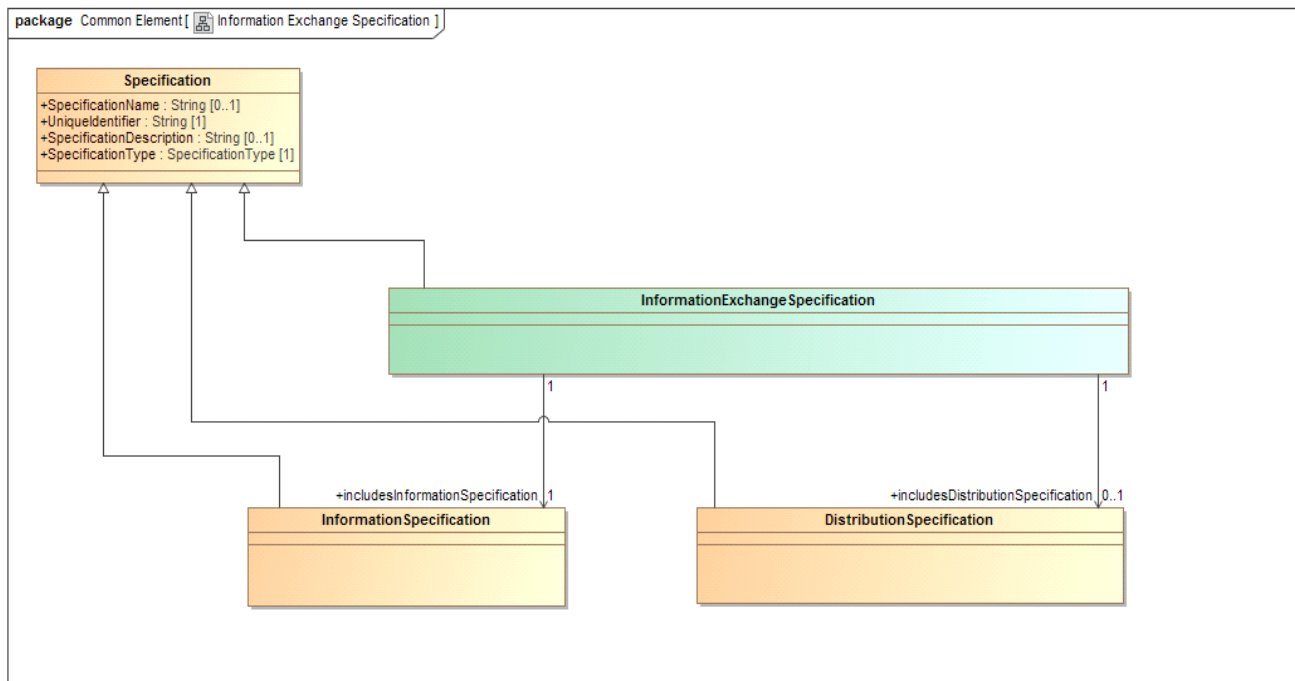 package Common Element [ Information Exchange Specification ]
Specification
+SpecificationName : String [0..1]
+UniqueIdentifier : String [1]
+SpecificationDescription : String [0..1]
+SpecificationType : SpecificationType [1]
InformationExchangeSpecification
1
1
+includesInformationSpecification 1
+includesDistributionSpecification 0..1
InformationSpecification
DistributionSpecification